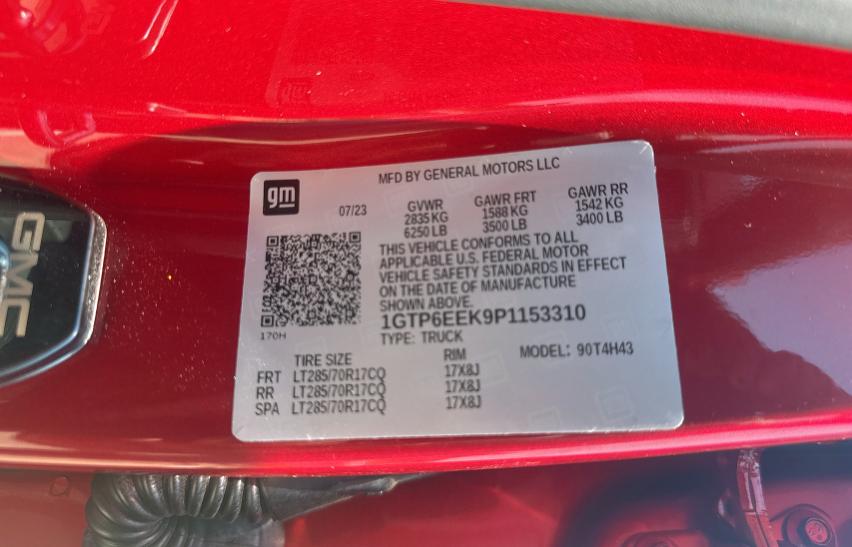 MFD BY GENERAL MOTORS LLC
gm
07/23
GVWR
2835 KG
6250 LB
GAWR FRT
1588 KG
3500 LB
GAWR RR
1542 KG
3400 LB
THIS VEHICLE CONFORMS TO ALL
APPLICABLE U.S. FEDERAL MOTOR
VEHICLE SAFETY STANDARDS IN EFFECT
ON THE DATE OF MANUFACTURE
SHOWN ABOVE.
170H
1GTP6EEK9P1153310
TYPE: TRUCK
MODEL: 90T4H43
TIRE SIZE RIM
FRT LT285/70R17CQ 17X8J
RR LT285/70R17CQ 17X8J
SPA LT285/70R17CQ 17X8J
GMC